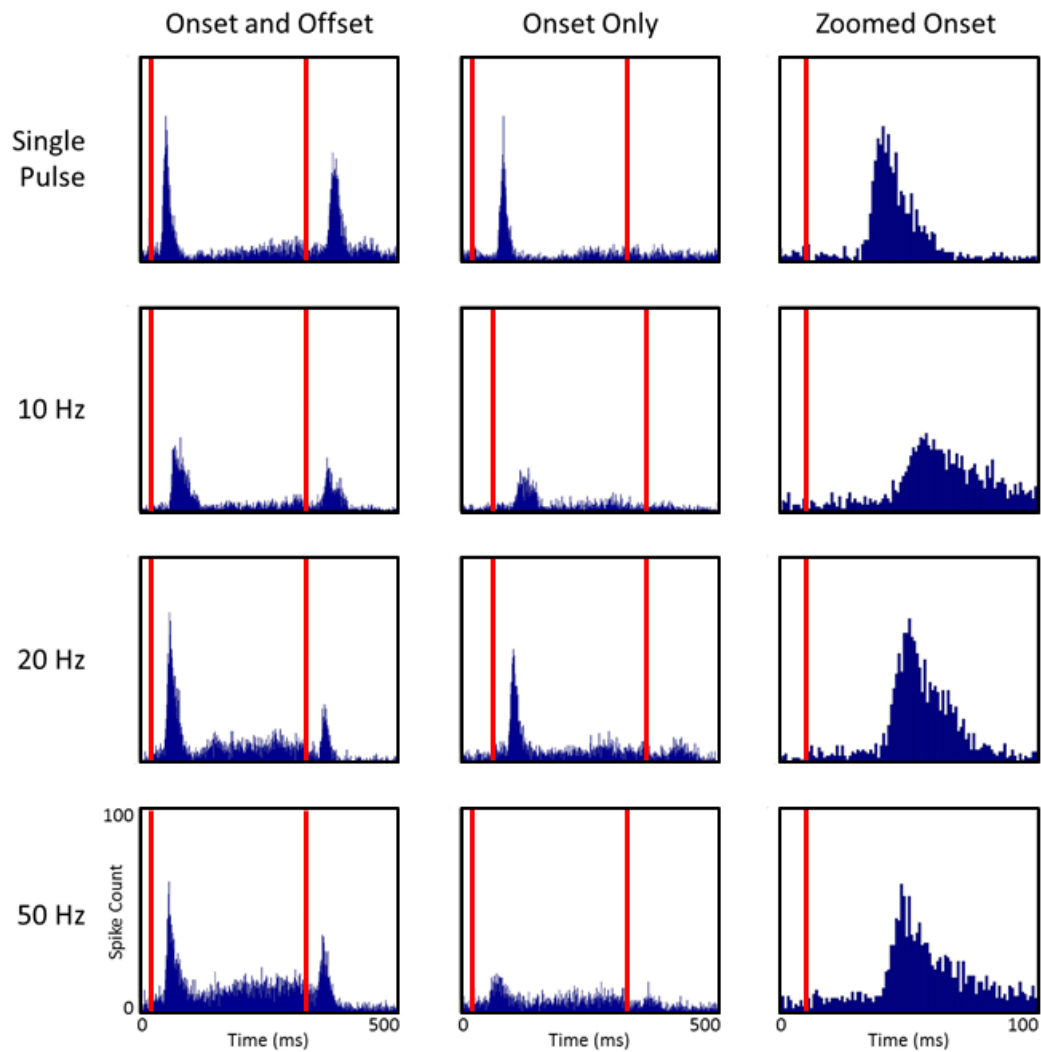 Onset and Offset
Onset Only
Zoomed Onset
Single
Pulse
10 Hz
20 Hz
50 Hz
100
Spike Count
0
0
500
Time (ms)
0
500
Time (ms)
0
100
Time (ms)